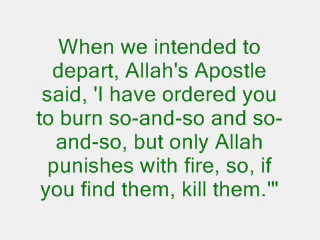 When we intended to
depart, Allah's Apostle
said, 'I have ordered you
to burn so-and-so and so-
and-so, but only Allah
punishes with fire, so, if
you find them, kill them.'"